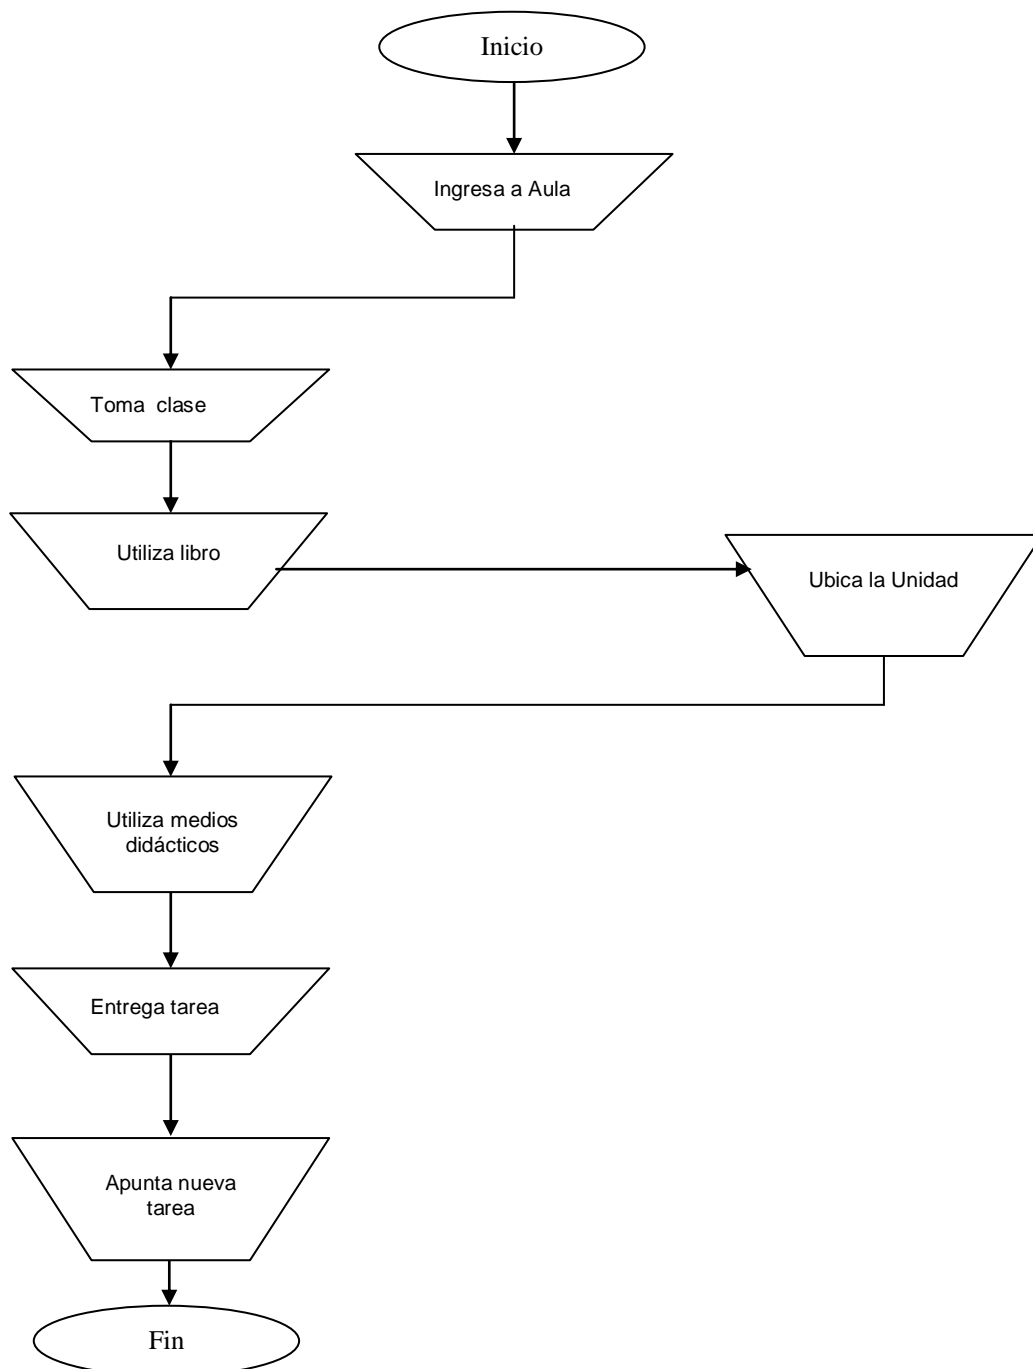 Inicio
Ingresa a Aula
Toma  clase
Utiliza libro
Ubica la Unidad
Utiliza medios
didácticos
Entrega tarea
Apunta nueva
tarea
Fin